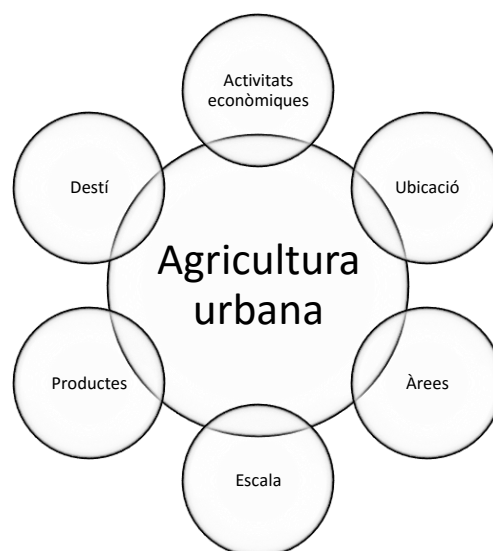 Activitats
econòmiques
Destí
Ubicació
Agricultura
urbana
Productes
Àrees
Escala